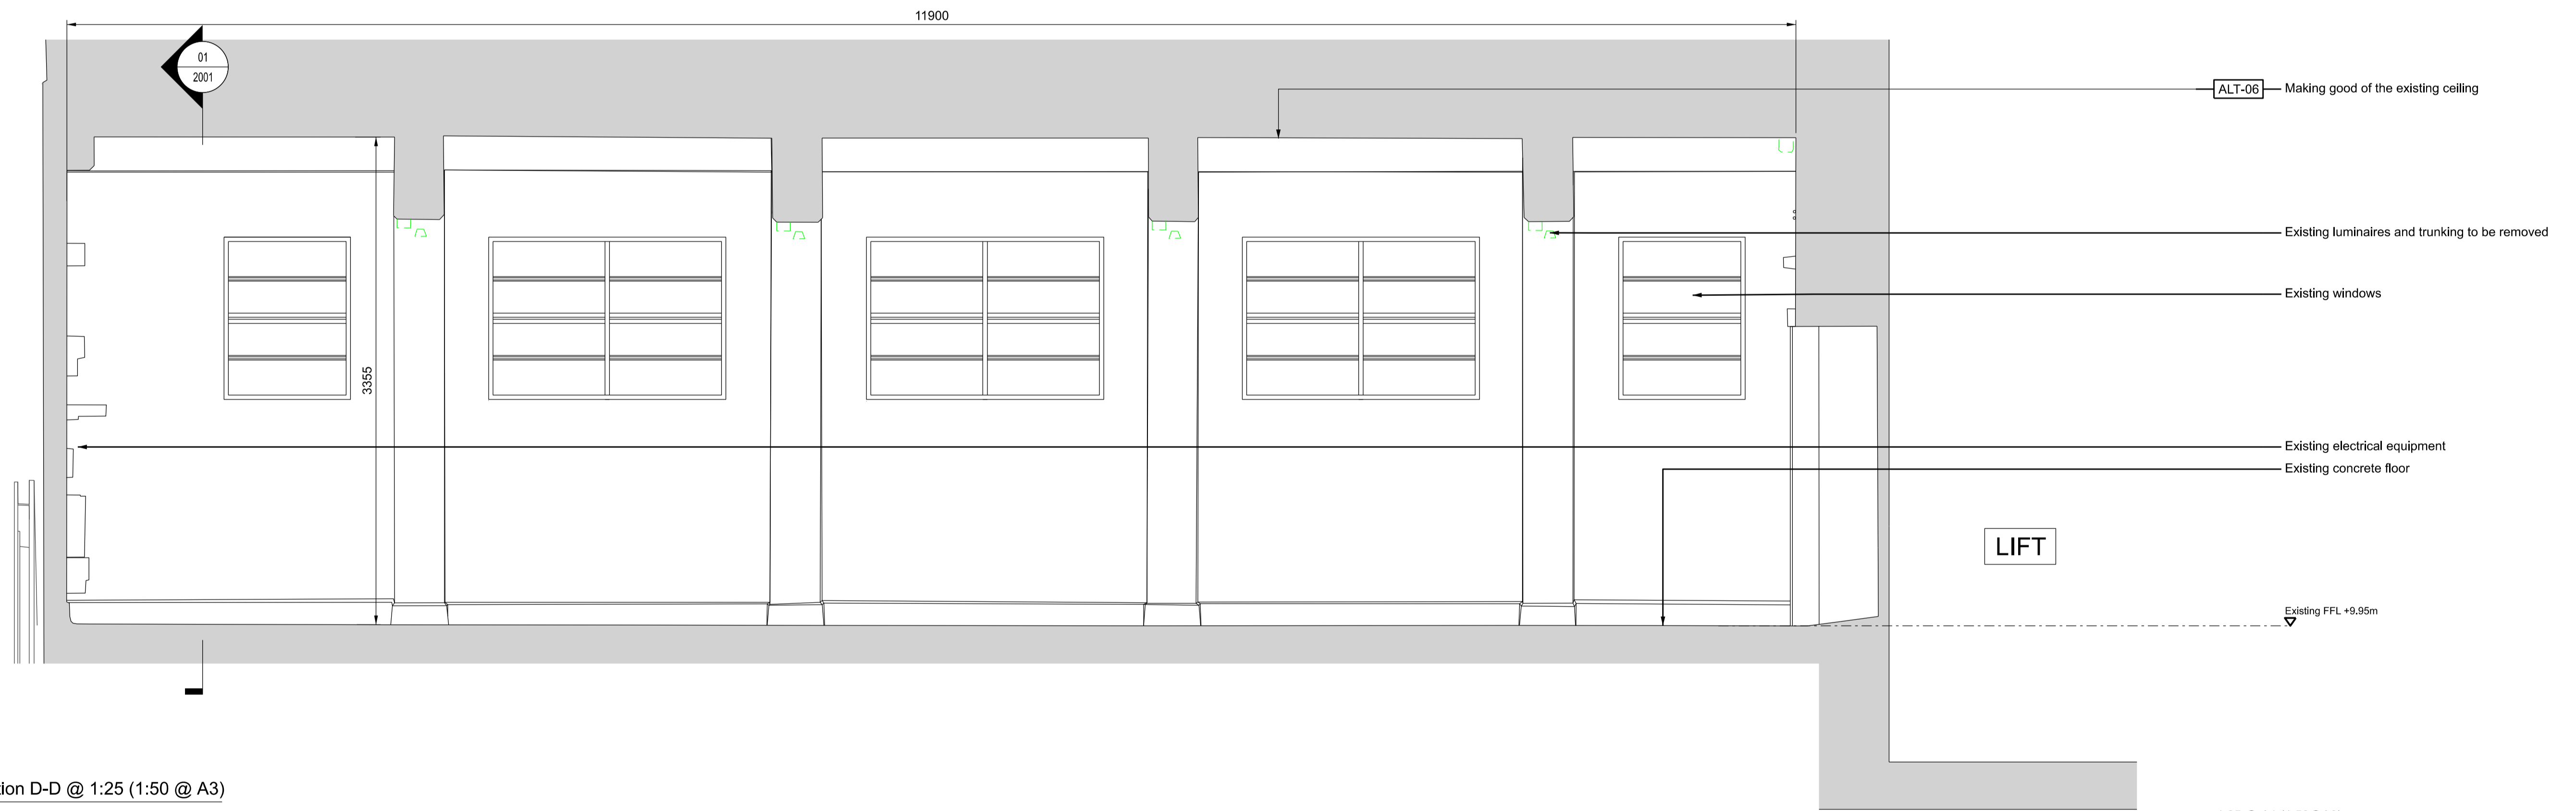 11900
01
2001
ALT-06
Making good of the existing ceiling
Existing luminaires and trunking to be removed
Existing windows
3355
Existing electrical equipment
Existing concrete floor
LIFT
Existing FFL +9.95m
tion D-D @ 1:25 (1:50 @ A3)